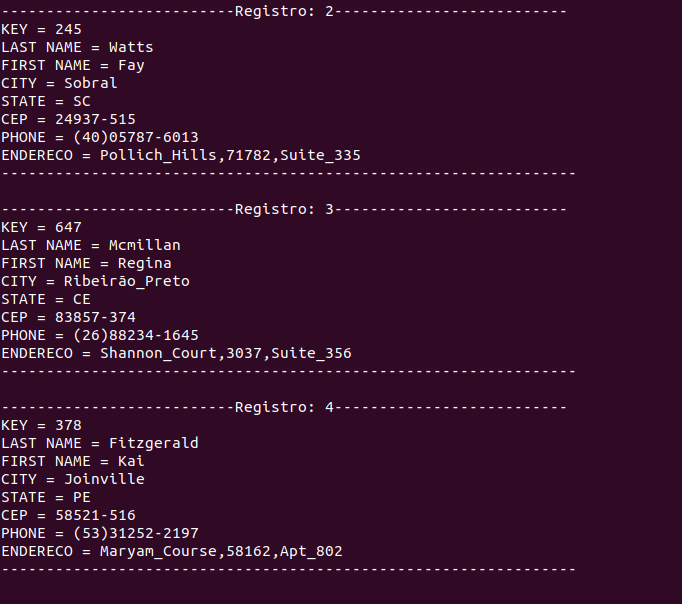 --------------------------Registro: 2--------------------------
KEY = 245
LAST NAME = Watts
FIRST NAME = Fay
CITY = Sobral
STATE = SC
CEP = 24937-515
PHONE = (40)05787-6013
ENDERECO = Pollich_Hills,71782,Suite_335
----------------------------------------------------------------
--------------------------Registro: 3--------------------------
KEY = 647
LAST NAME = Mcmillan
FIRST NAME = Regina
CITY = Ribeirão_Preto
STATE = CE
CEP = 83857-374
PHONE = (26)88234-1645
ENDERECO = Shannon_Court,3037,Suite_356
----------------------------------------------------------------
--------------------------Registro: 4--------------------------
KEY = 378
LAST NAME = Fitzgerald
FIRST NAME = Kai
CITY = Joinville
STATE = PE
CEP = 58521-516
PHONE = (53)31252-2197
ENDERECO = Maryam_Course,58162,Apt_802
----------------------------------------------------------------